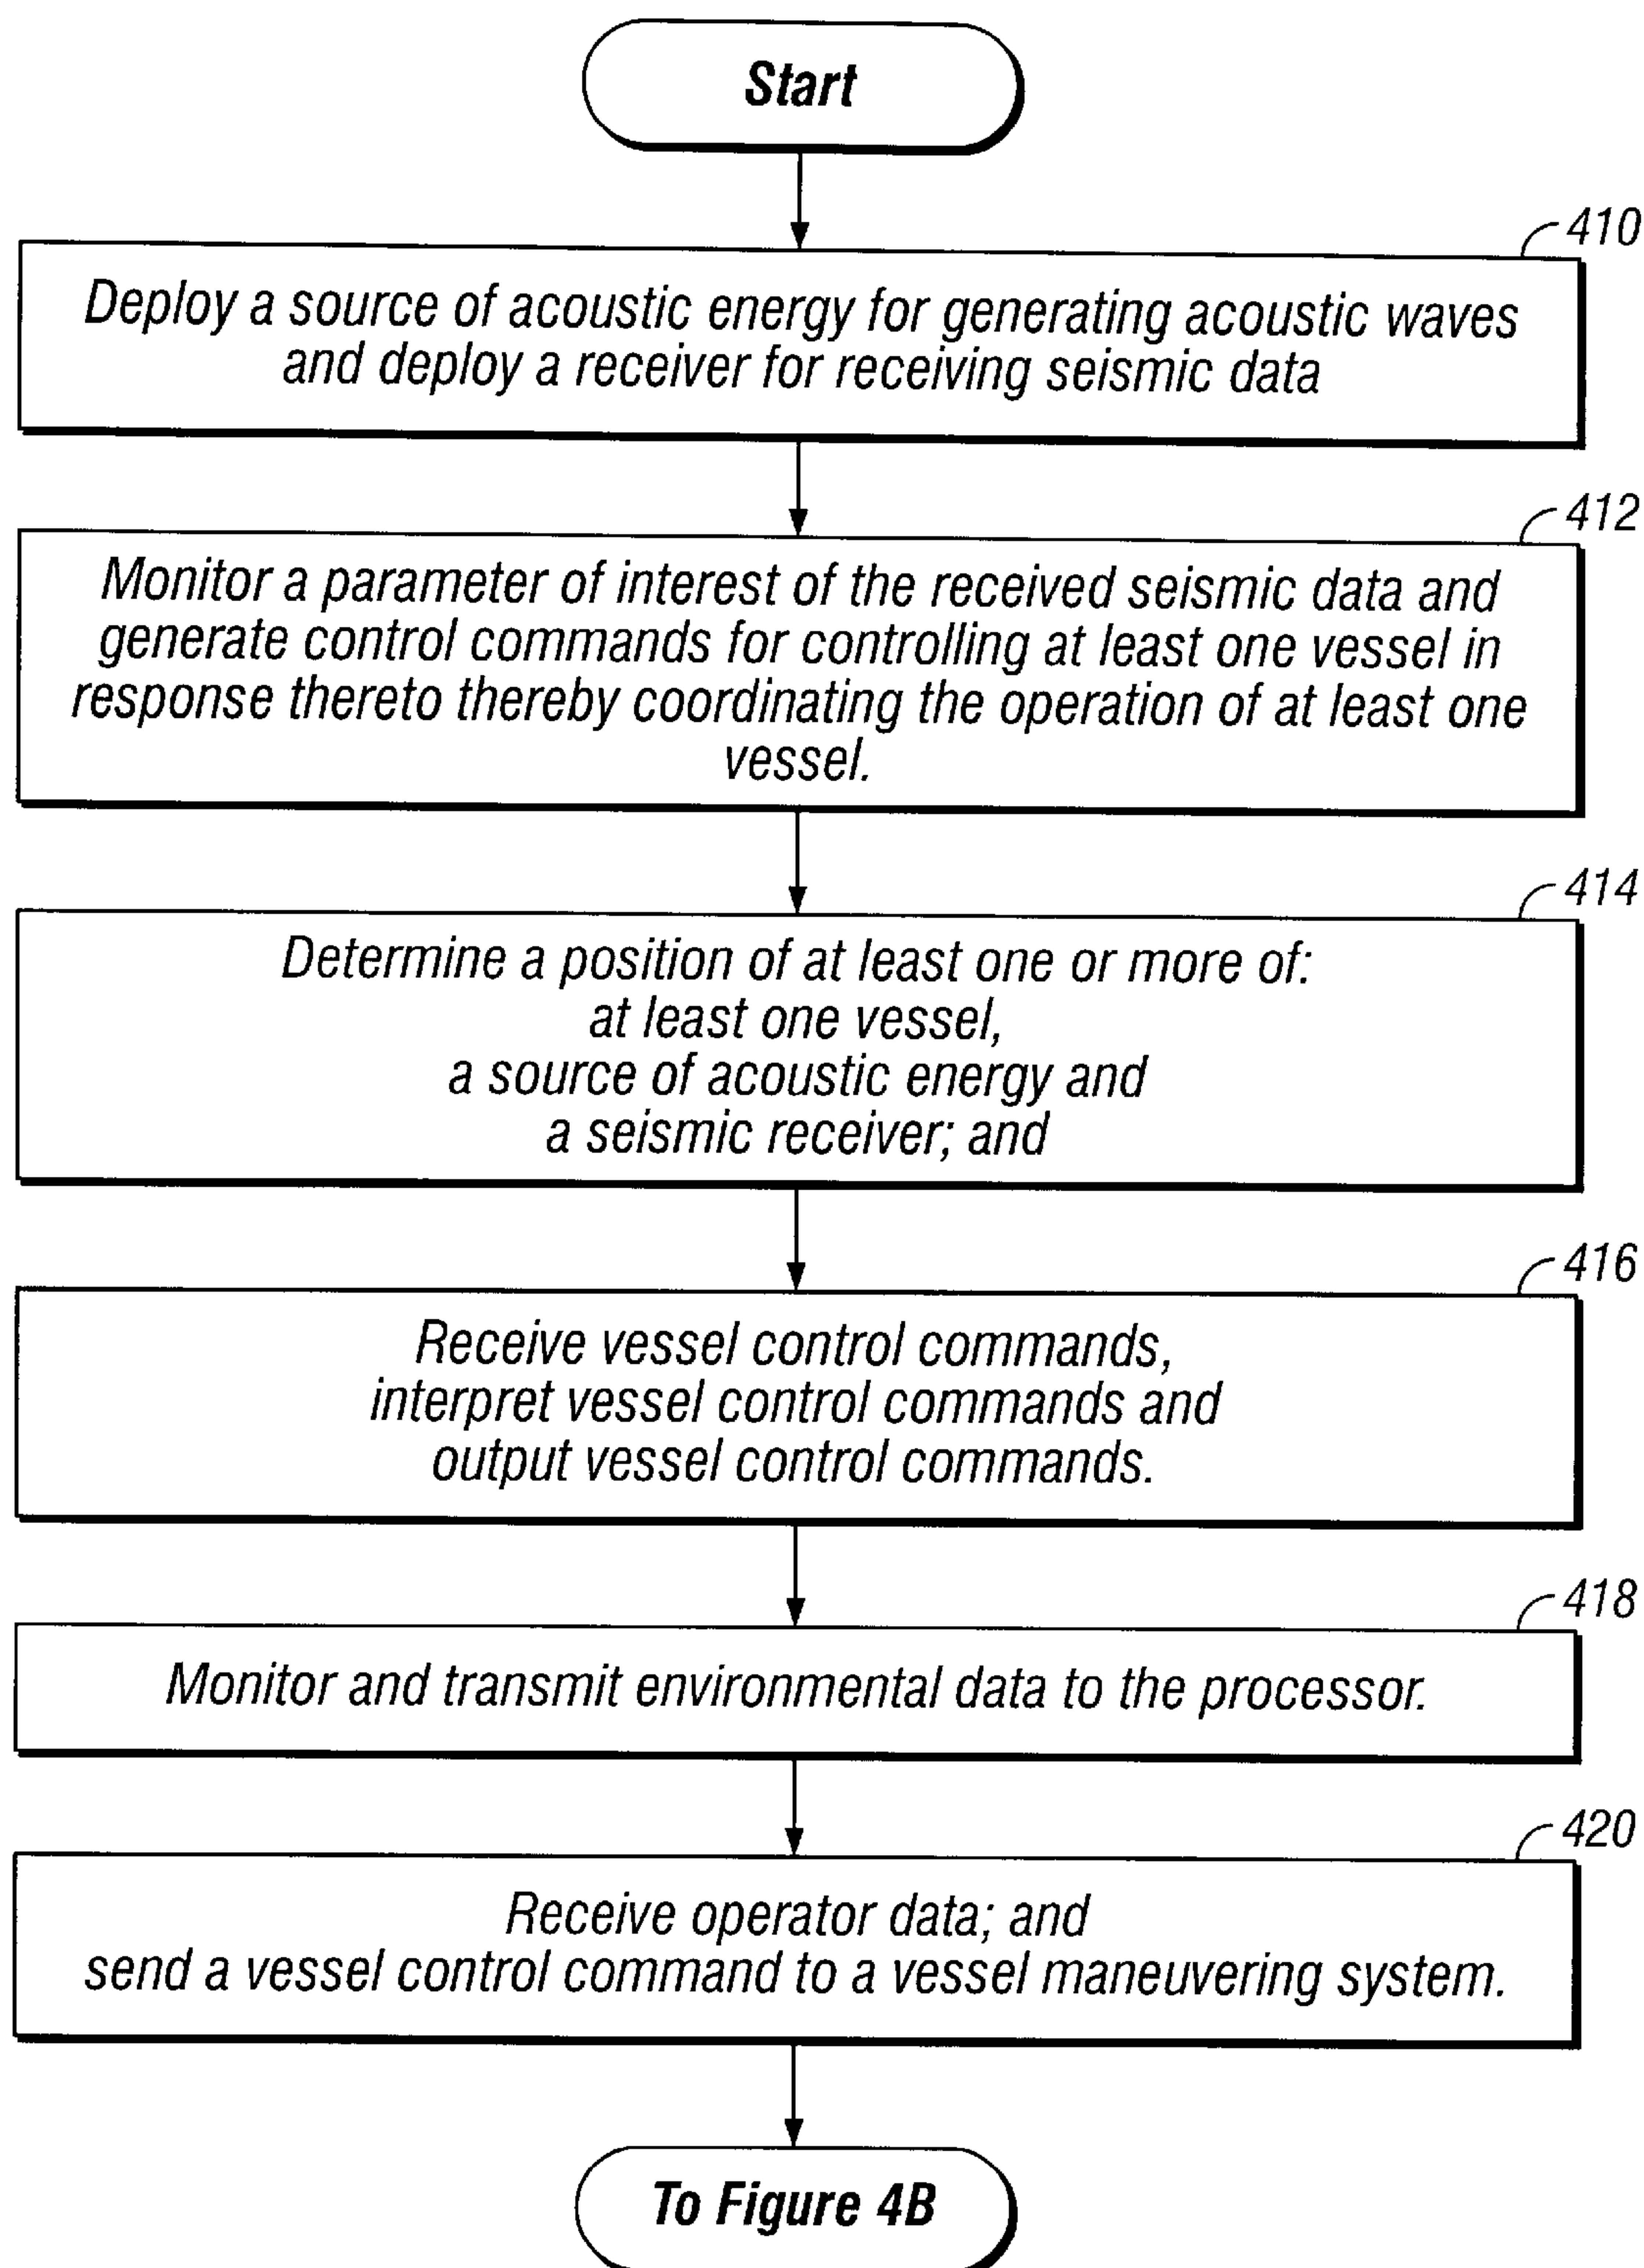 Start
410
Deploy a source of acoustic energy for generating acoustic waves
and deploy a receiver for receiving seismic data
412
Monitor a parameter of interest of the received seismic data and
generate control commands for controlling at least one vessel in
response thereto thereby coordinating the operation of at least one
vessel.
414
Determine a position of at least one or more of:
at least one vessel,
a source of acoustic energy and
a seismic receiver; and
416
Receive vessel control commands,
interpret vessel control commands and
output vessel control commands.
418
Monitor and transmit environmental data to the processor.
420
Receive operator data; and
send a vessel control command to a vessel maneuvering system.
To Figure 4B